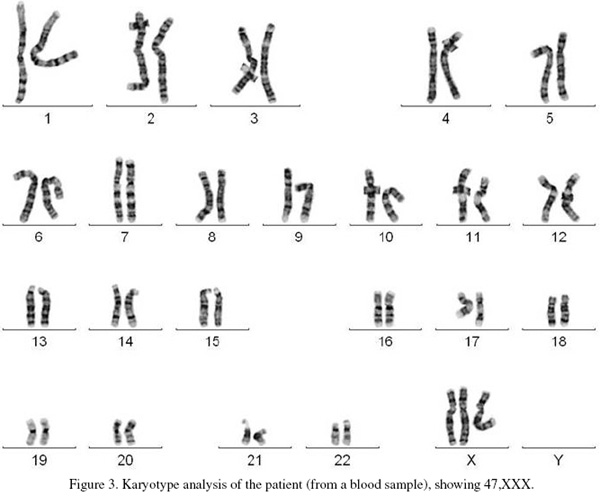 1 2 3 4 5
6 7 8 9 10 11 12
13 14 15 16 17 18
19 20 21 22 X Y
Figure 3. Karyotype analysis of the patient (from a blood sample), showing 47,XXX.